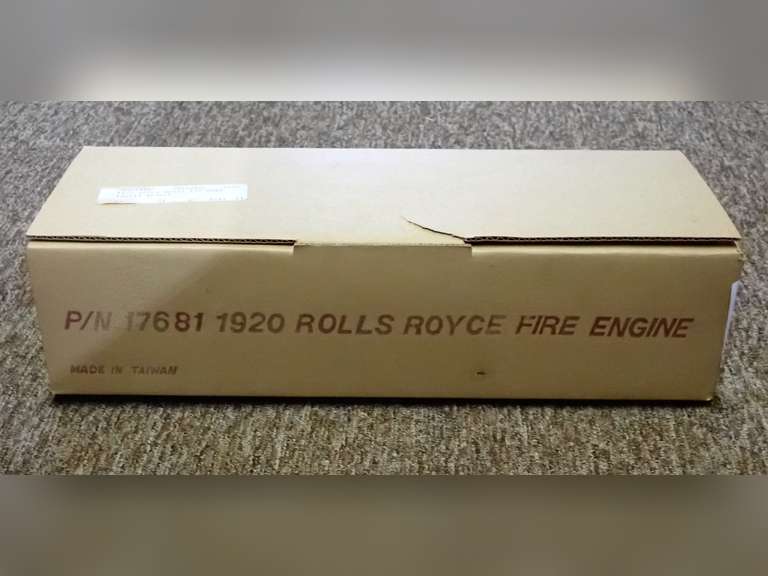 P/N 17681 1920 ROLLS ROYCE FIRE ENGINE
MADE IN TAIWAN